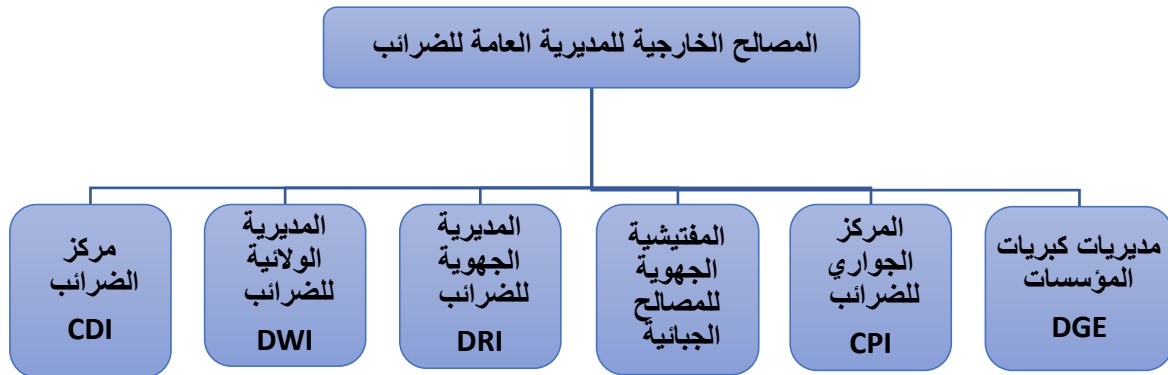 المصالح الخارجية للمديرية العامة للضرائب
مديريات كبريات
المؤسسات
DGE
المركز
الجواري
للضرائب
CPI
المفتيشية
الجهوية
للمصالح
الجبائية
المديرية
الجهوية
للضرائب
DRI
المديرية
الولائية
للضرائب
DWI
مركز
الضرائب
CDI